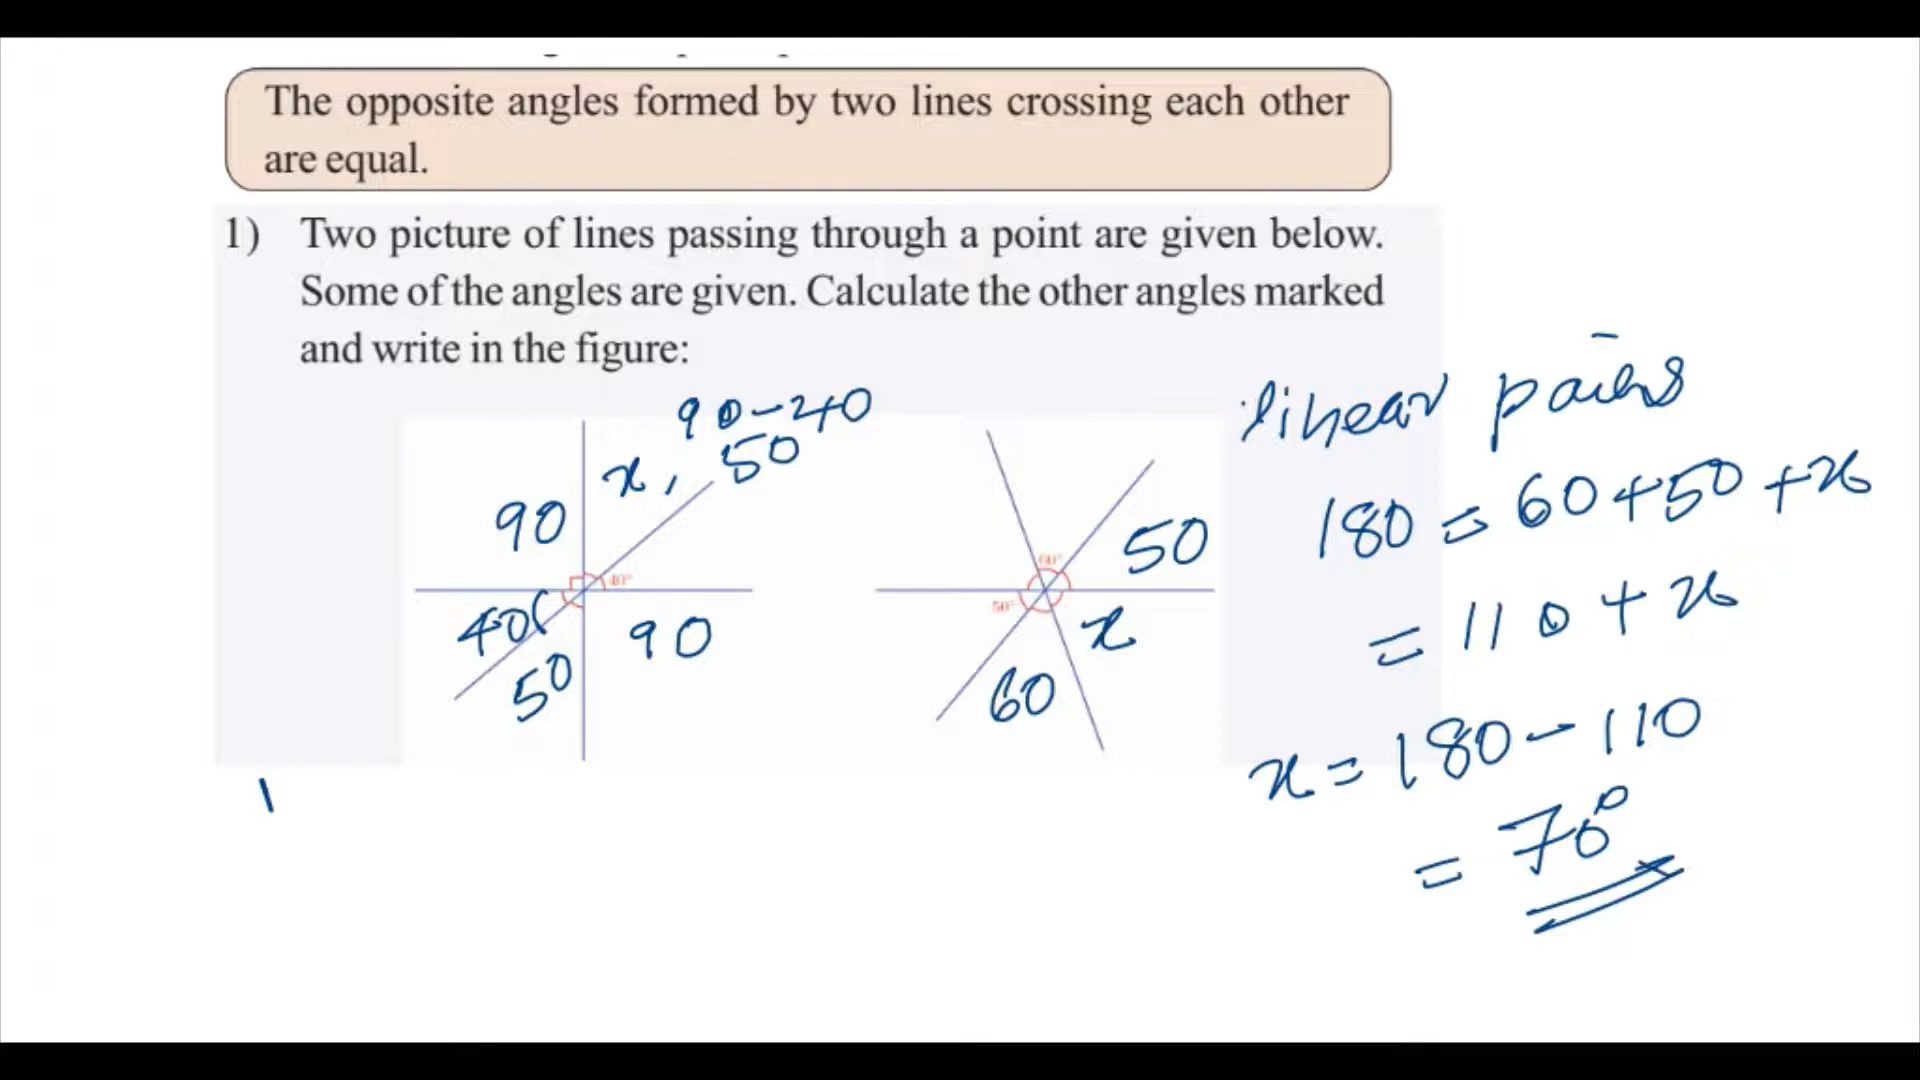 The opposite angles formed by two lines crossing each other
are equal.
1) Two picture of lines passing through a point are given below.
Some of the angles are given. Calculate the other angles marked
and write in the figure:
90-40
x, 50
90
40°
40
90
50
60°
50
50°
x
60
linear pairs
180 = 60+50+x
= 110+x
x = 180-110
= 70°